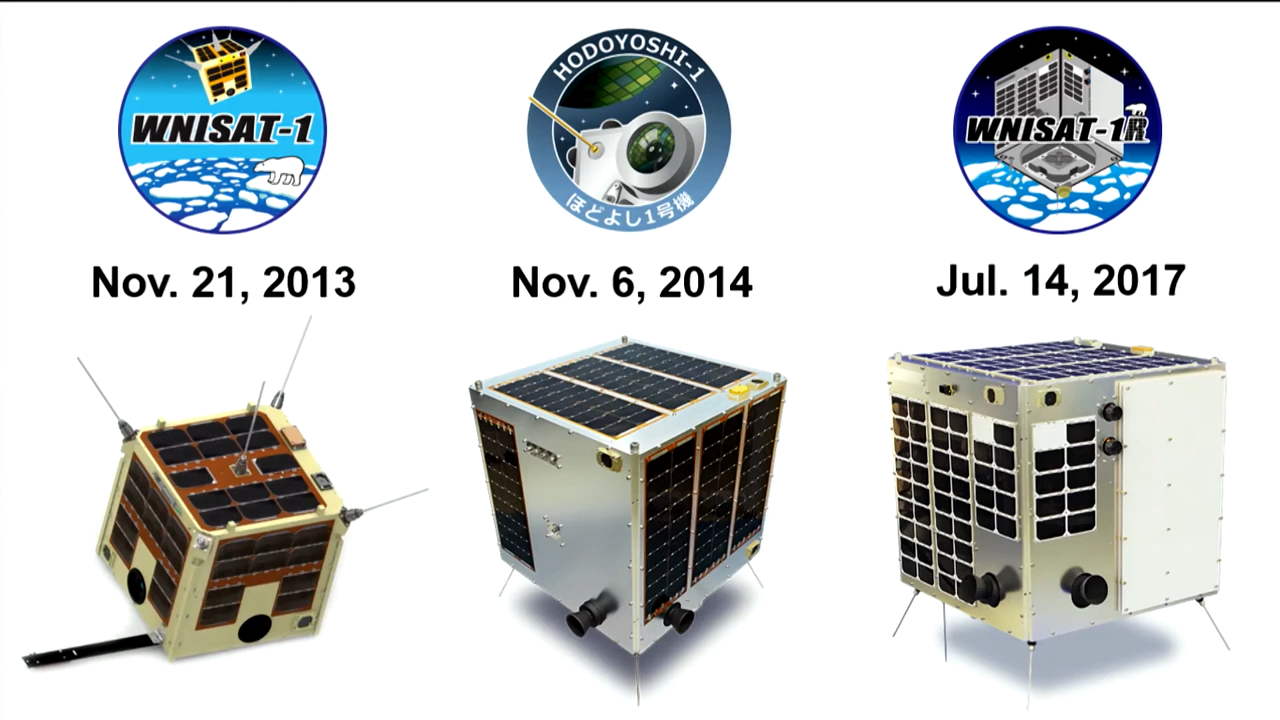 WNISAT-1
HODOYOSHI-1
ほどよし1号機
WNISAT-1R
Nov. 21, 2013
Nov. 6, 2014
Jul. 14, 2017